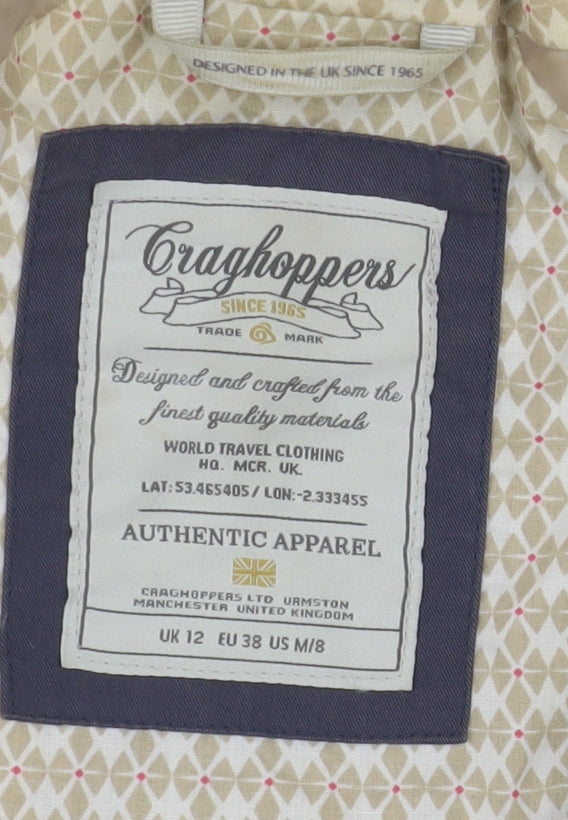 DESIGNED IN THE UK SINCE 1965
Craghoppers
SINCE 1965
TRADE MARK
Designed and crafted from the
finest quality materials
WORLD TRAVEL CLOTHING
HQ. MCR. UK.
LAT: 53.465405 / LON:-2.333455
AUTHENTIC APPAREL
CRAGHOPPERS LTD URMSTON
MANCHESTER UNITED KINGDOM
UK 12 EU 38 US M/8